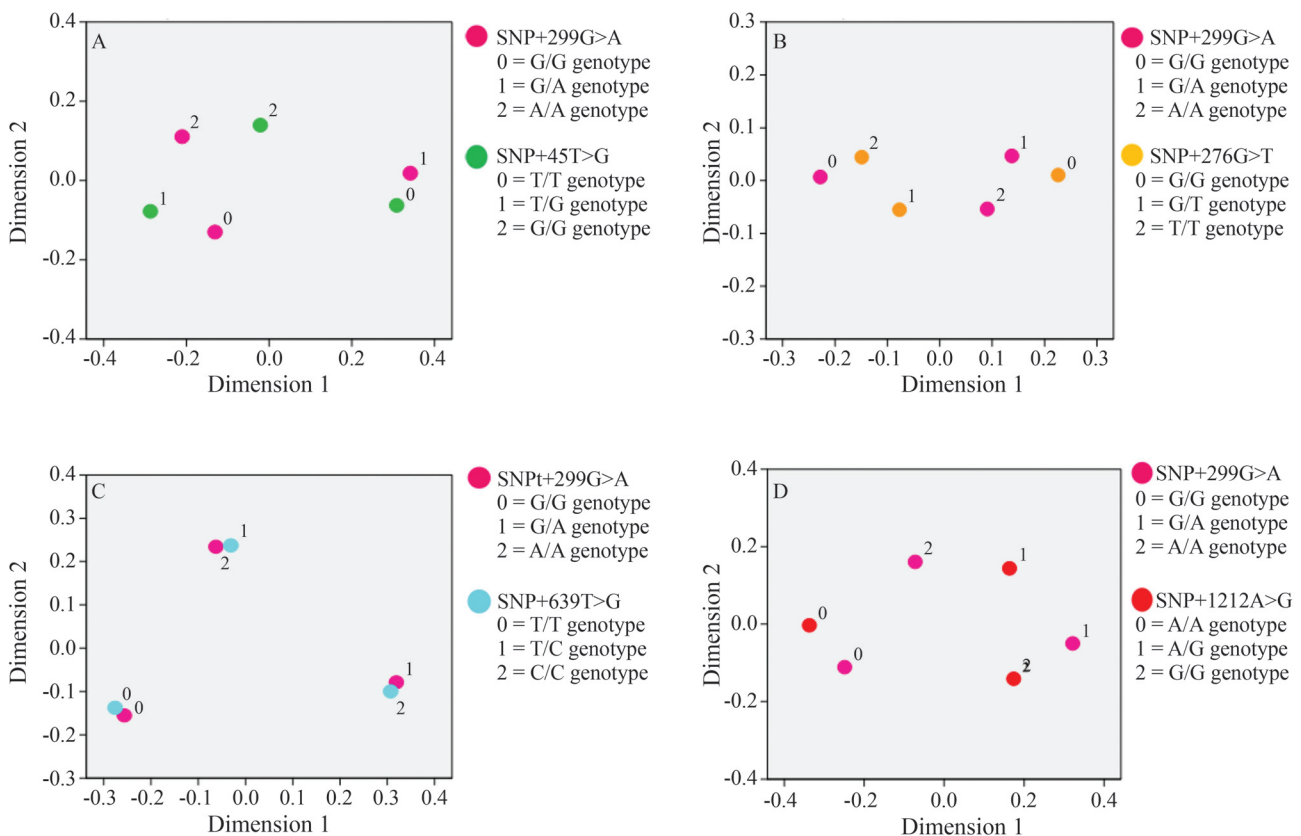 A
0.4
0.2
0.0
-0.2
-0.4
Dimension 2
2
2
1
0
1
0
-0.4
-0.2
0.0
0.2
0.4
Dimension 1
SNP+299G>A
0 = G/G genotype
1 = G/A genotype
2 = A/A genotype
SNP+45T>G
0 = T/T genotype
1 = T/G genotype
2 = G/G genotype
B
0.3
0.2
0.1
0.0
-0.1
-0.2
-0.3
Dimension 2
0
2
1
1
2
0
-0.3
-0.2
-0.1
0.0
0.1
0.2
0.3
Dimension 1
SNP+299G>A
0 = G/G genotype
1 = G/A genotype
2 = A/A genotype
SNP+276G>T
0 = G/G genotype
1 = G/T genotype
2 = T/T genotype
C
0.4
0.3
0.2
0.1
0.0
-0.1
-0.2
-0.3
Dimension 2
1
2
0
0
1
2
-0.3
-0.2
-0.1
0.0
0.1
0.2
0.3
0.4
Dimension 1
SNPt+299G>A
0 = G/G genotype
1 = G/A genotype
2 = A/A genotype
SNP+639T>G
0 = T/T genotype
1 = T/C genotype
2 = C/C genotype
D
0.4
0.2
0.0
-0.2
-0.4
Dimension 2
2
1
0
0
1
2
-0.4
-0.2
0.0
0.2
0.4
Dimension 1
SNP+299G>A
0 = G/G genotype
1 = G/A genotype
2 = A/A genotype
SNP+1212A>G
0 = A/A genotype
1 = A/G genotype
2 = G/G genotype